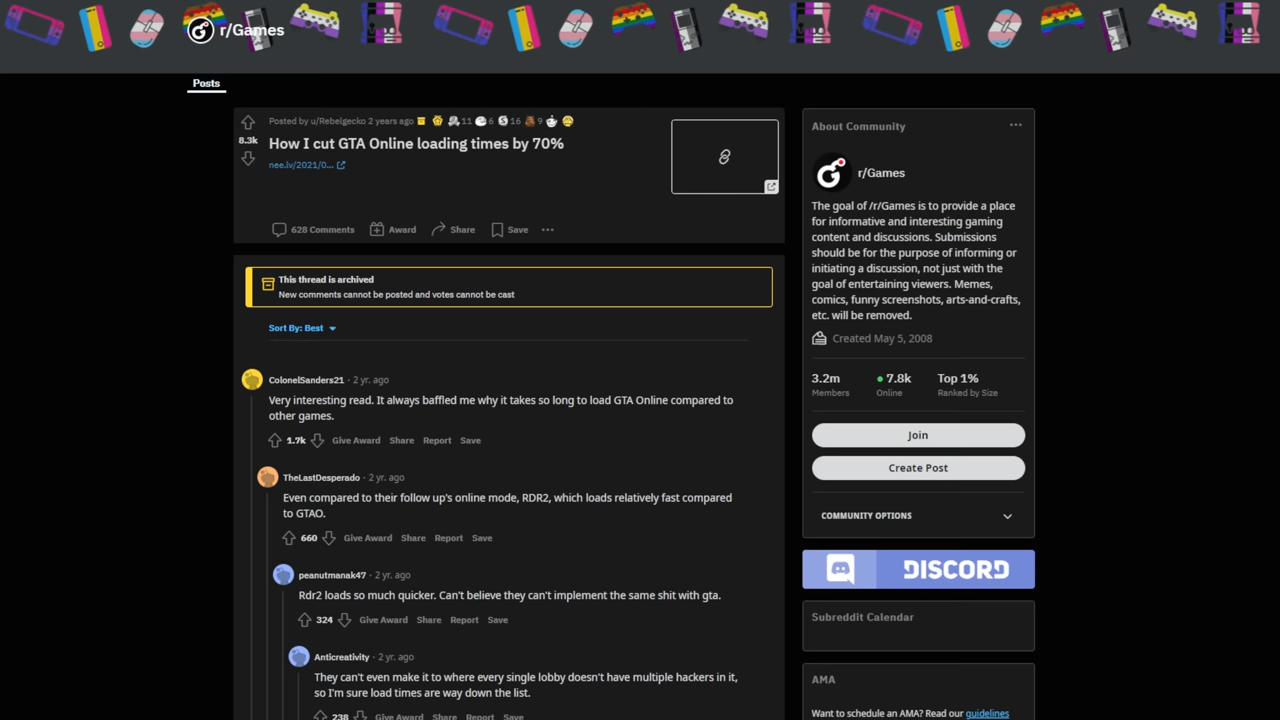 r/Games
Posts
Posted by u/Rebelgecko 2 years ago 11 6 16 9
8.3k
How I cut GTA Online loading times by 70%
nee.lv/2021/0...
628 Comments Award Share Save
This thread is archived
New comments cannot be posted and votes cannot be cast
Sort By: Best
ColonelSanders21 · 2 yr. ago
Very interesting read. It always baffled me why it takes so long to load GTA Online compared to
other games.
1.7k Give Award Share Report Save
TheLastDesperado · 2 yr. ago
Even compared to their follow up's online mode, RDR2, which loads relatively fast compared
to GTAO.
660 Give Award Share Report Save
peanutmanak47 · 2 yr. ago
Rdr2 loads so much quicker. Can't believe they can't implement the same shit with gta.
324 Give Award Share Report Save
Anticreativity · 2 yr. ago
They can't even make it to where every single lobby doesn't have multiple hackers in it,
so I'm sure load times are way down the list.
238 Give Award Share Report Save
About Community
r/Games
The goal of /r/Games is to provide a place
for informative and interesting gaming
content and discussions. Submissions
should be for the purpose of informing or
initiating a discussion, not just with the
goal of entertaining viewers. Memes,
comics, funny screenshots, arts-and-crafts,
etc. will be removed.
Created May 5, 2008
3.2m 7.8k Top 1%
Members Online Ranked by Size
Join
Create Post
COMMUNITY OPTIONS
DISCORD
Subreddit Calendar
AMA
Want to schedule an AMA? Read our guidelines